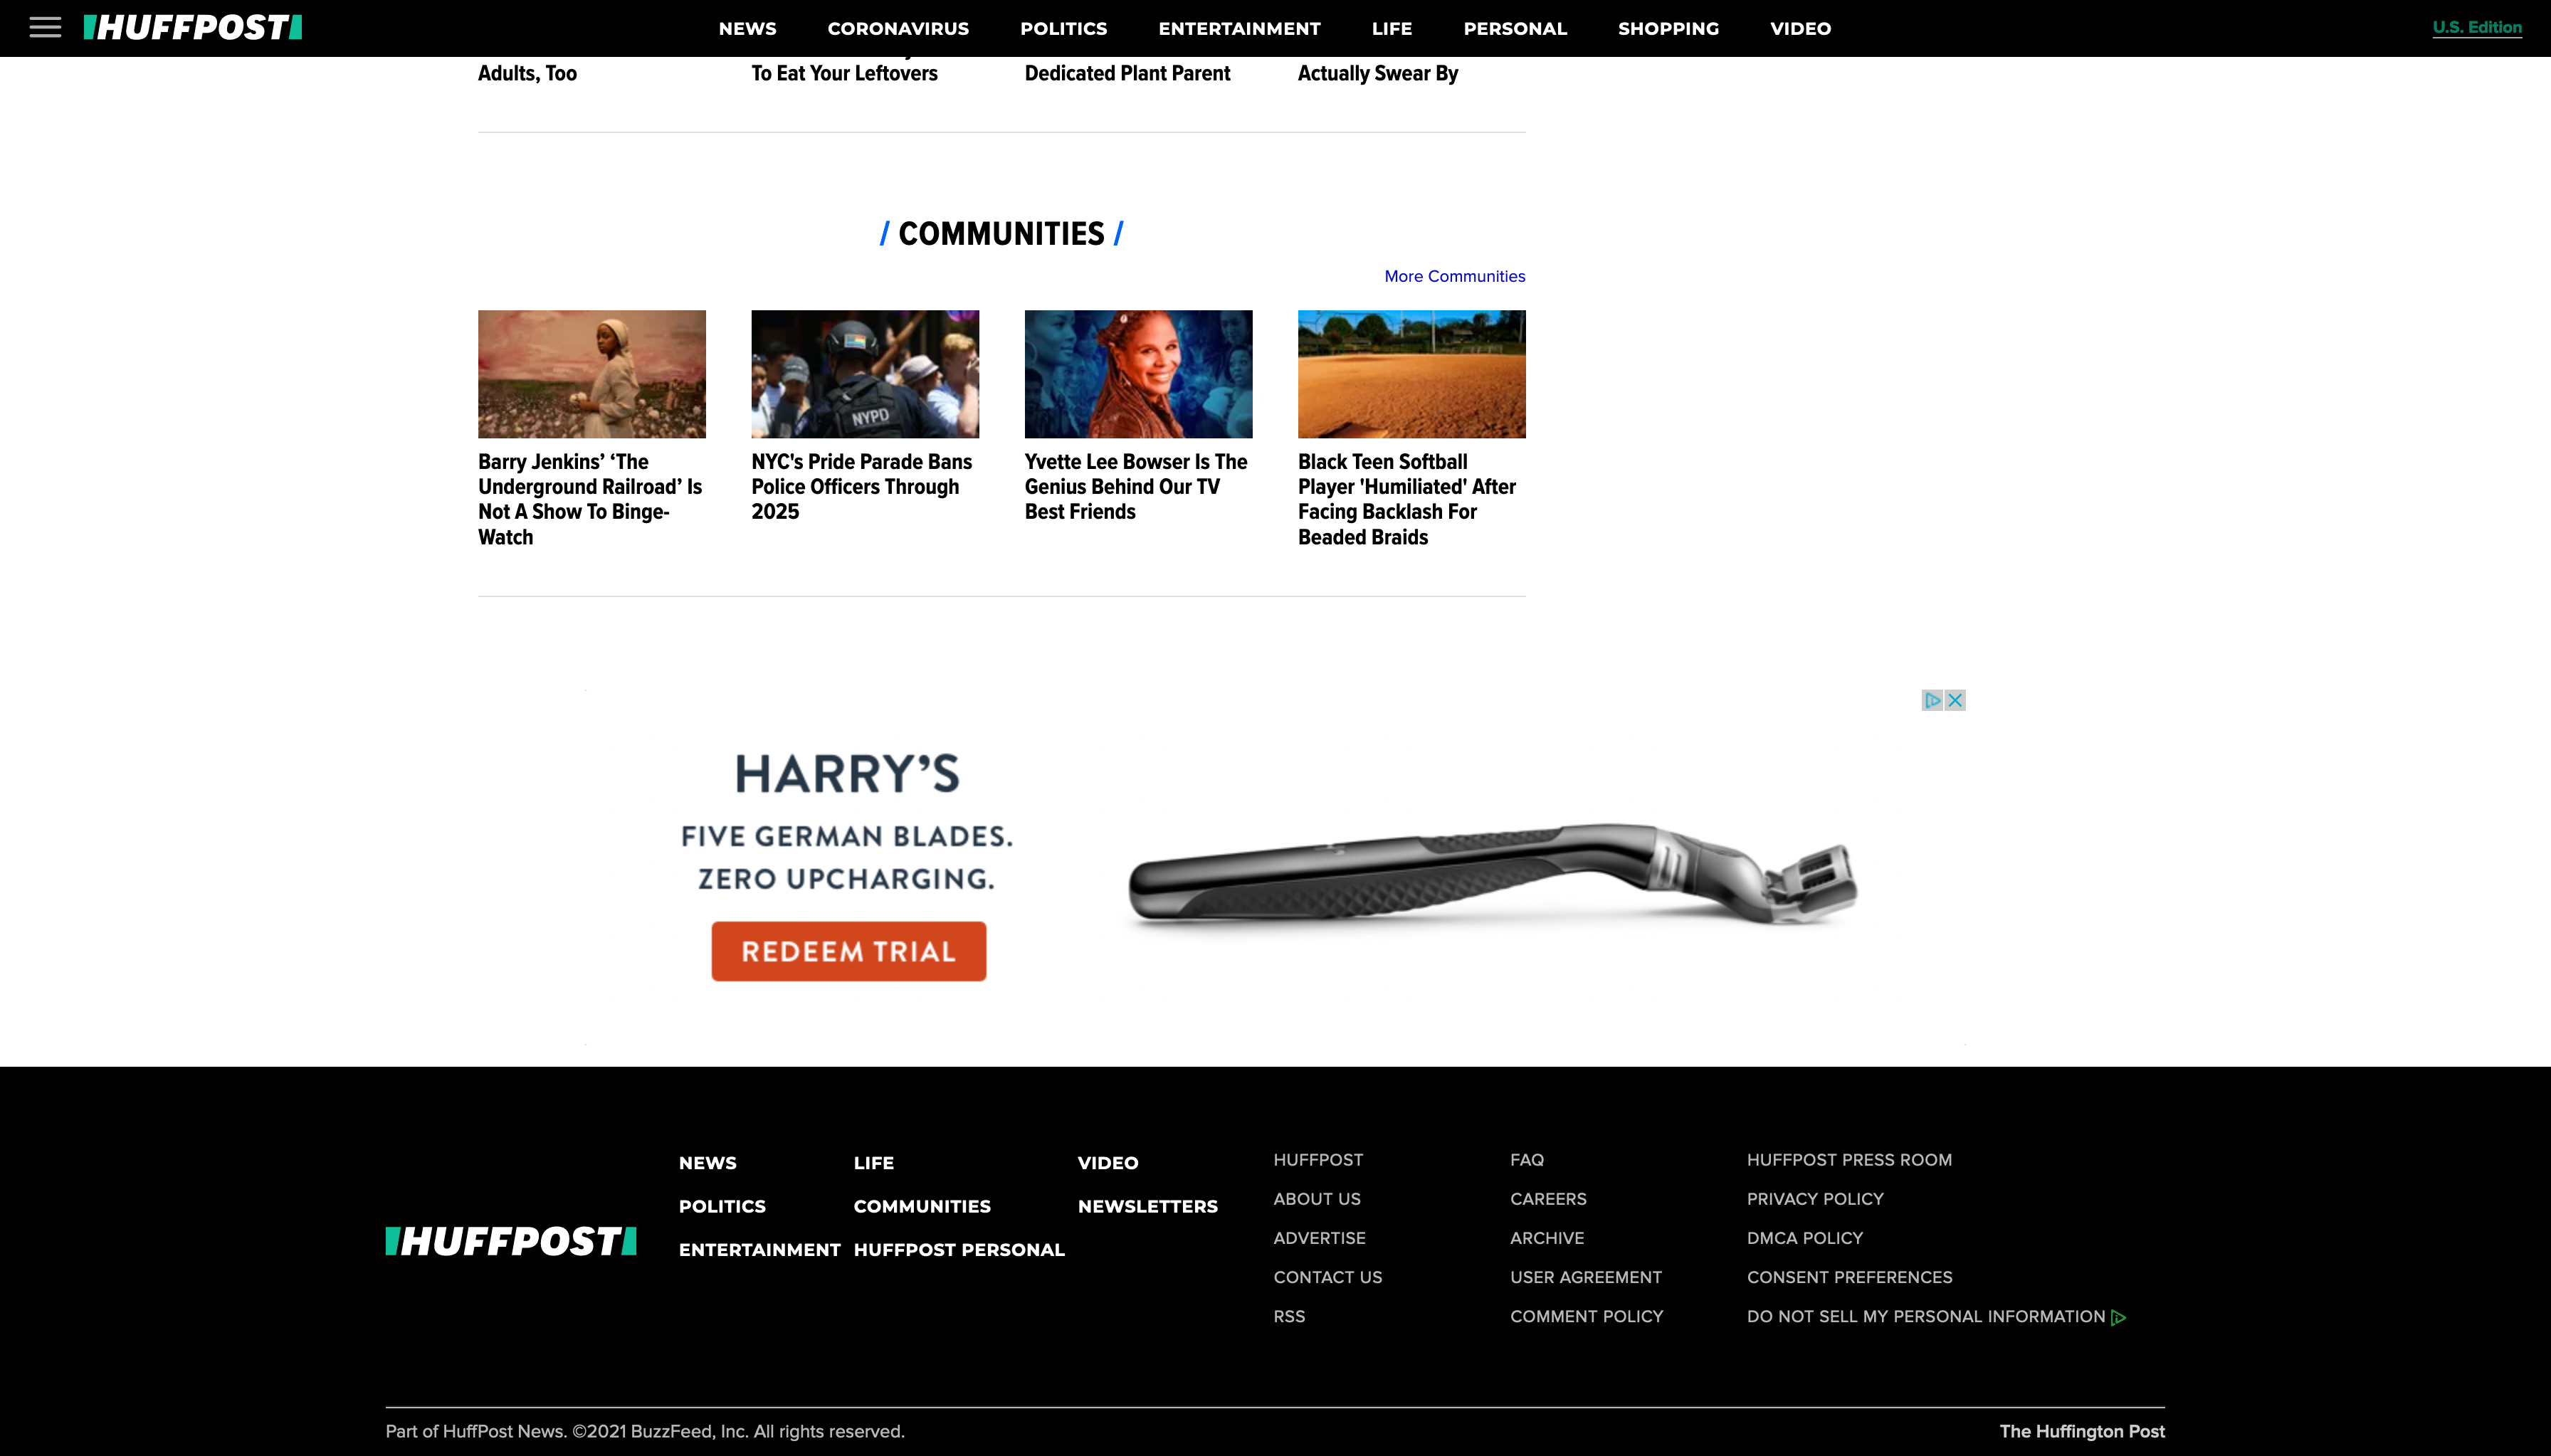 HUFFPOST
NEWS
CORONAVIRUS
POLITICS
ENTERTAINMENT
LIFE
PERSONAL
SHOPPING
VIDEO
U.S. Edition
Adults, Too
To Eat Your Leftovers
Dedicated Plant Parent
Actually Swear By
/ COMMUNITIES /
More Communities
NYPD
Barry Jenkins’ ‘The
Underground Railroad’ Is
Not A Show To Binge-
Watch
NYC's Pride Parade Bans
Police Officers Through
2025
Yvette Lee Bowser Is The
Genius Behind Our TV
Best Friends
Black Teen Softball
Player 'Humiliated' After
Facing Backlash For
Beaded Braids
HARRY’S
FIVE GERMAN BLADES.
ZERO UPCHARGING.
REDEEM TRIAL
HUFFPOST
NEWS
POLITICS
ENTERTAINMENT
LIFE
COMMUNITIES
HUFFPOST PERSONAL
VIDEO
NEWSLETTERS
HUFFPOST
ABOUT US
ADVERTISE
CONTACT US
RSS
FAQ
CAREERS
ARCHIVE
USER AGREEMENT
COMMENT POLICY
HUFFPOST PRESS ROOM
PRIVACY POLICY
DMCA POLICY
CONSENT PREFERENCES
DO NOT SELL MY PERSONAL INFORMATION
Part of HuffPost News. ©2021 BuzzFeed, Inc. All rights reserved.
The Huffington Post